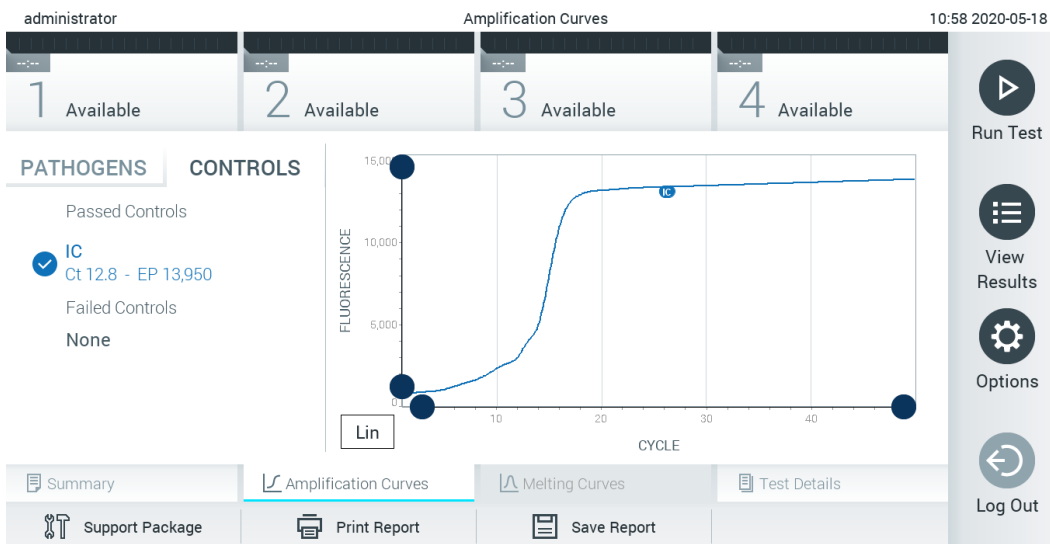 administrator
Amplification Curves
10:58 2020-05-18
--:--
--:--
--:--
--:--
1 Available
2 Available
3 Available
4 Available
Run Test
PATHOGENS
CONTROLS
Passed Controls
IC
Ct 12.8 - EP 13,950
Failed Controls
None
FLUORESCENCE
15,00
10,000
5,000
0
IC
10
20
30
40
CYCLE
Lin
View
Results
Options
Log Out
Summary
Amplification Curves
Melting Curves
Test Details
Support Package
Print Report
Save Report